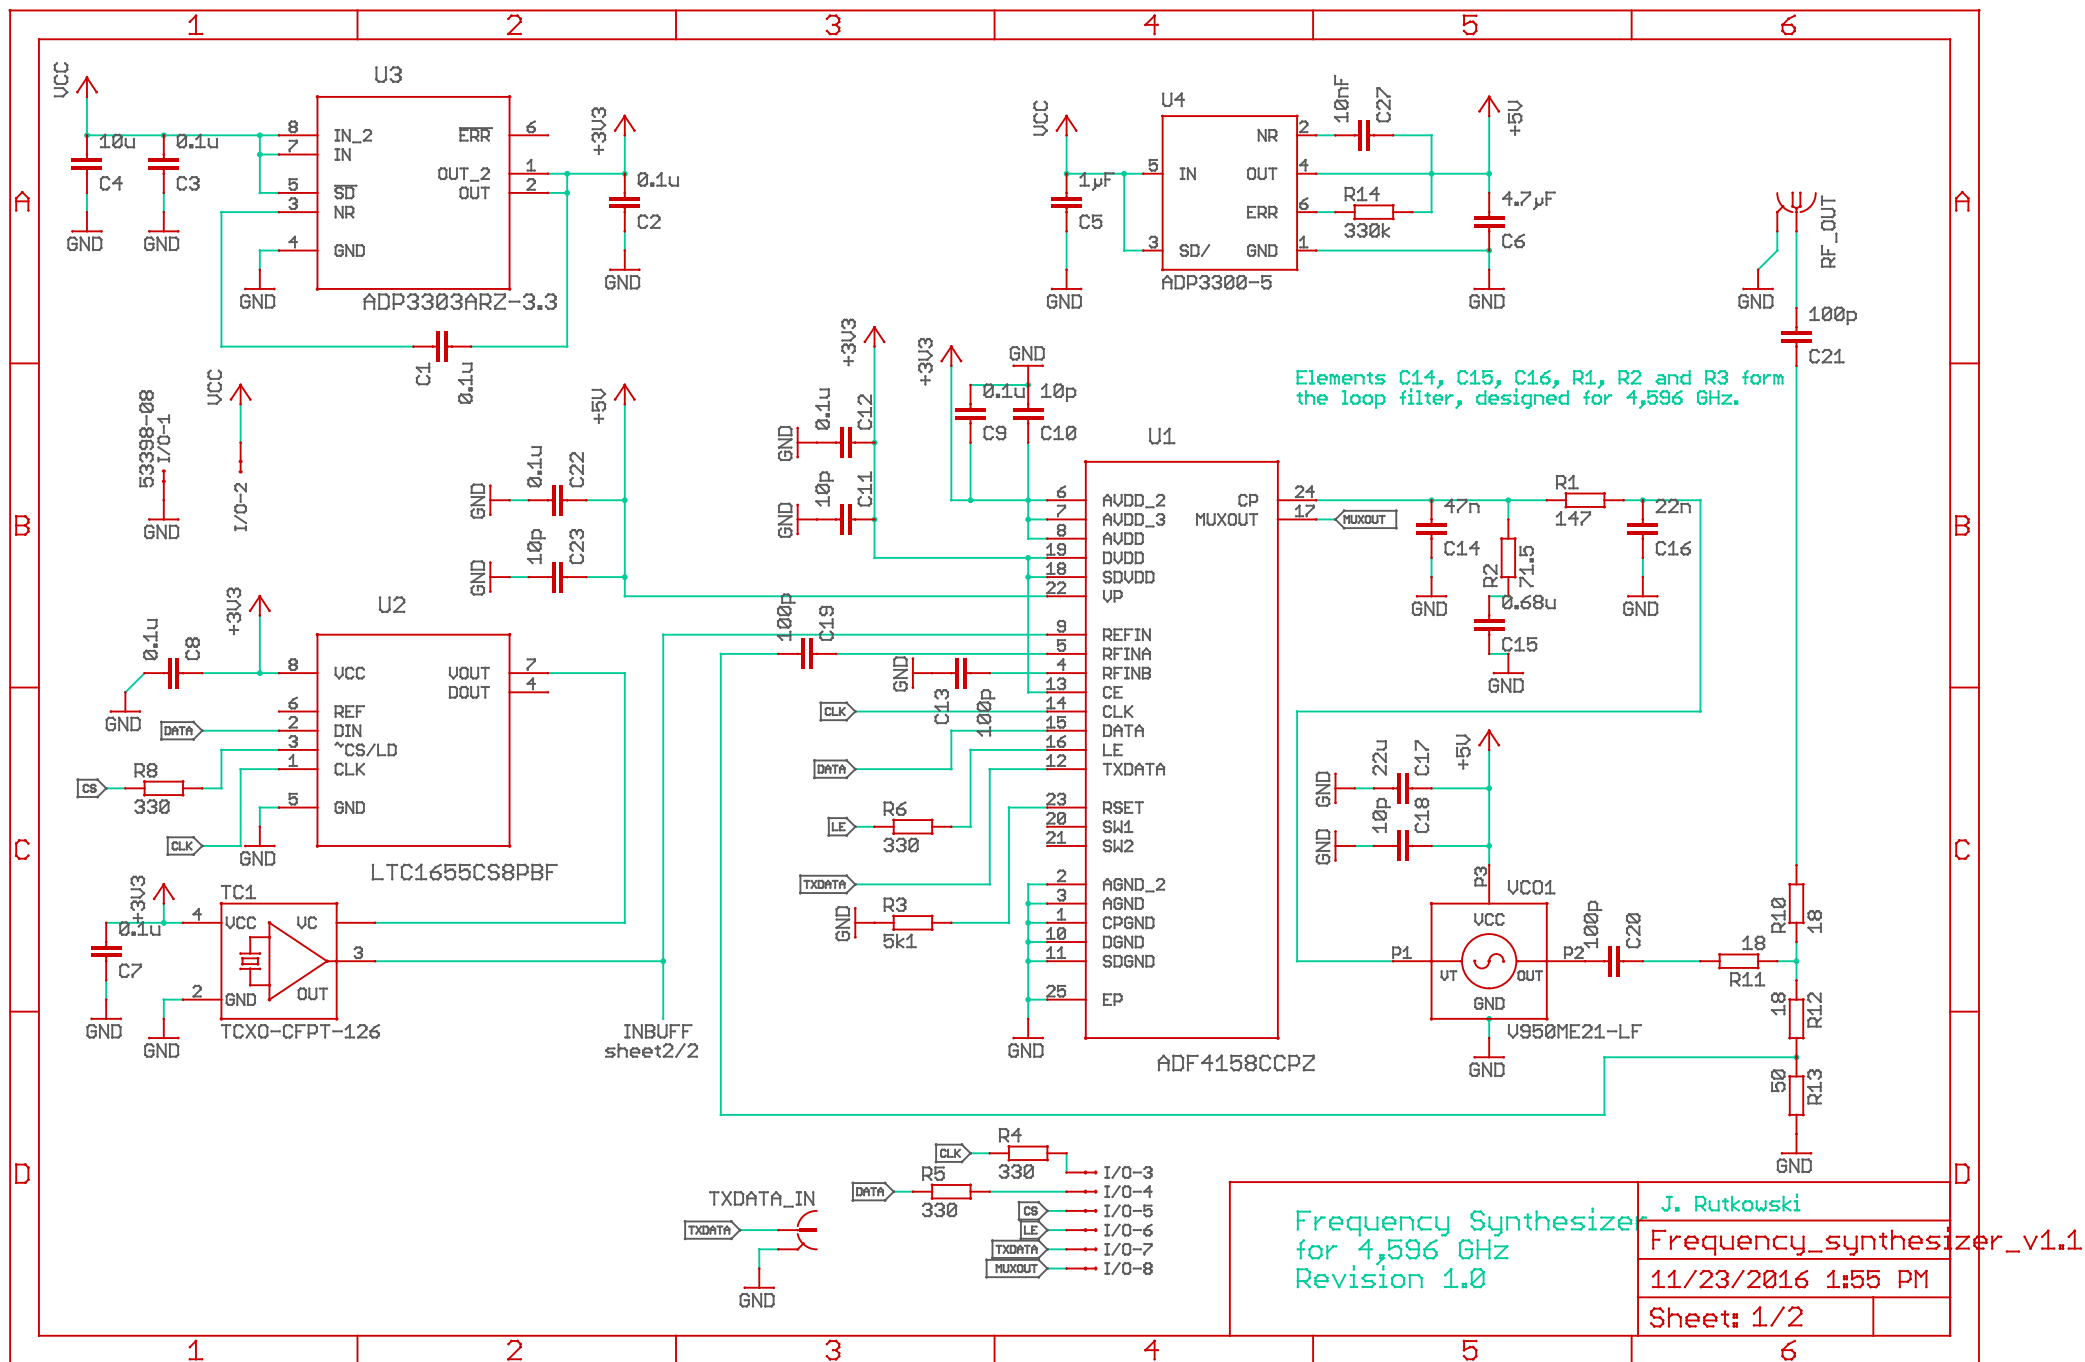 1 2 3 4 5 6
A
B
C
D
A
B
C
D
1 2 3 4 5 6
VCC
10u
C4
GND
0.1u
C3
GND
U3
8 IN_2
7 IN
5 SD
3 NR
4 GND
ERR 6
OUT_2 1
OUT 2
ADP3303ARZ-3.3
GND
C1
0.1u
+3V3
0.1u
C2
GND
VCC
1µF
C5
GND
U4
5 IN
3 SD/
NR 2
OUT 4
ERR 6
GND 1
ADP3300-5
10nF
C27
R14
330k
+5V
4.7µF
C6
GND
RF_OUT
GND
100p
C21
53398-08
I/O-1
GND
VCC
I/O-2
+5V
GND
0.1u
C22
GND
10p
C23
+3V3
GND
0.1u
C12
GND
10p
C11
+3V3
GND
0.1u
C9
10p
C10
Elements C14, C15, C16, R1, R2 and R3 form
the loop filter, designed for 4,596 GHz.
U1
6 AVDD_2
7 AVDD_3
8 AVDD
19 DVDD
18 SDVDD
22 VP
9 REFIN
5 RFINA
4 RFINB
13 CE
14 CLK
15 DATA
16 LE
12 TXDATA
23 RSET
20 SW1
21 SW2
2 AGND_2
3 AGND
1 CPGND
10 DGND
11 SDGND
25 EP
CP 24
MUXOUT 17
ADF4158CCPZ
GND
MUXOUT
47n
C14
GND
R2
71.5
0.68u
C15
GND
R1
147
22n
C16
GND
100p
C19
GND
C13
100p
CLK
DATA
LE
R6
330
TXDATA
GND
R3
5k1
U2
+3V3
0.1u
C8
GND
8 VCC
6 REF
2 DIN
3 ~CS/LD
1 CLK
5 GND
VOUT 7
DOUT 4
LTC1655CS8PBF
DATA
CS
R8
330
CLK
GND
+3V3
0.1u
C7
GND
TC1
4 VCC
VC
3
OUT
2 GND
TCXO-CFPT-126
GND
INBUFF
sheet2/2
+5V
GND
22u
C17
GND
10p
C18
P3
VCO1
VCC
P1
VT
OUT
P2
GND
V950ME21-LF
GND
100p
C20
18
R11
R10
18
18
R12
50
R13
GND
TXDATA_IN
TXDATA
GND
CLK
R4
330
I/O-3
DATA
R5
330
I/O-4
CS
I/O-5
LE
I/O-6
TXDATA
I/O-7
MUXOUT
I/O-8
Frequency Synthesizer
for 4,596 GHz
Revision 1.0
J. Rutkowski
Frequency_synthesizer_v1.1
11/23/2016 1:55 PM
Sheet: 1/2